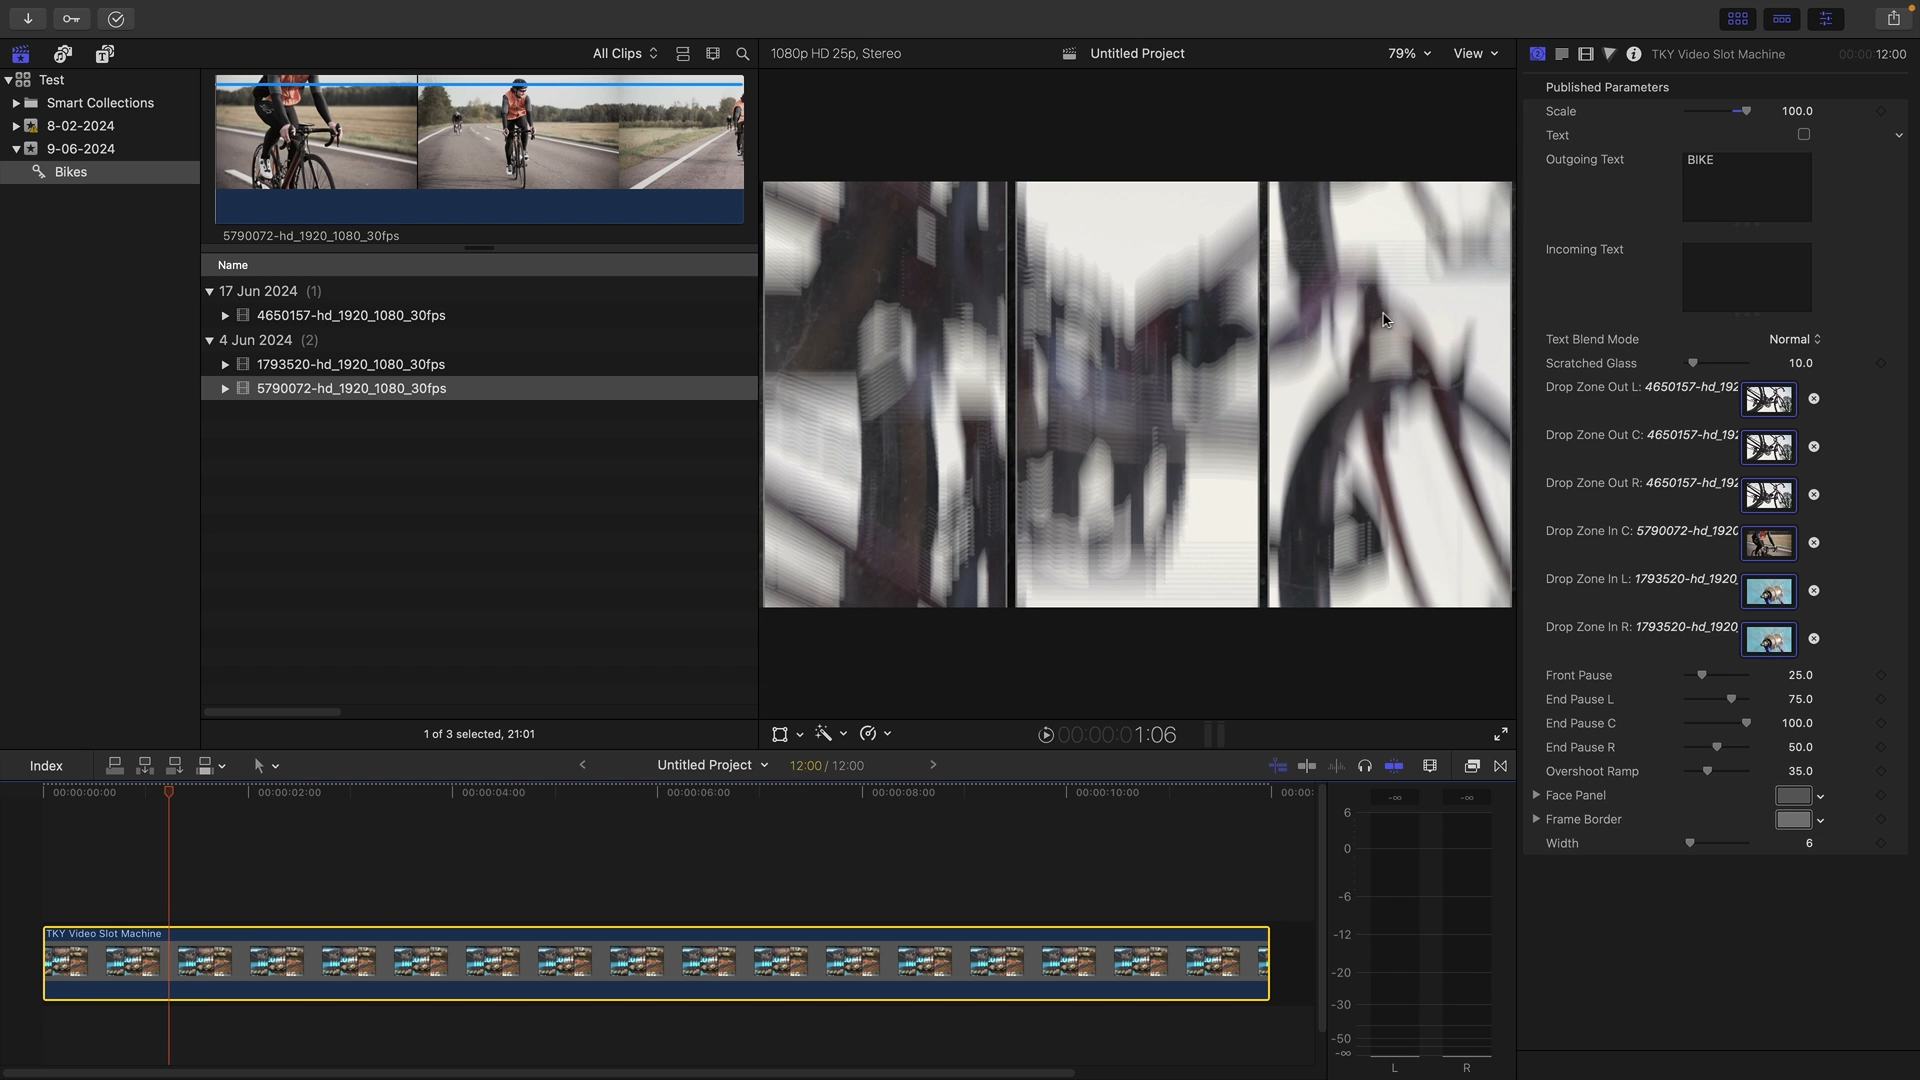 All Clips
1080p HD 25p, Stereo
Untitled Project
79%
View
TKY Video Slot Machine
00:00:12:00
Test
Smart Collections
8-02-2024
9-06-2024
Bikes
5790072-hd_1920_1080_30fps
Name
17 Jun 2024 (1)
4650157-hd_1920_1080_30fps
4 Jun 2024 (2)
1793520-hd_1920_1080_30fps
5790072-hd_1920_1080_30fps
1 of 3 selected, 21:01
00:00:00:01:06
Published Parameters
Scale 100.0
Text
Outgoing Text BIKE
Incoming Text
Text Blend Mode Normal
Scratched Glass 10.0
Drop Zone Out L: 4650157-hd_192
Drop Zone Out C: 4650157-hd_192
Drop Zone Out R: 4650157-hd_192
Drop Zone In C: 5790072-hd_1920
Drop Zone In L: 1793520-hd_1920_
Drop Zone In R: 1793520-hd_1920_
Front Pause 25.0
End Pause L 75.0
End Pause C 100.0
End Pause R 50.0
Overshoot Ramp 35.0
Face Panel
Frame Border
Width 6
Index
Untitled Project
12:00 / 12:00
00:00:00:00
00:00:02:00
00:00:04:00
00:00:06:00
00:00:08:00
00:00:10:00
00:00:
TKY Video Slot Machine
-∞ -∞
6
0
-6
-12
-20
-30
-50
-∞
L R